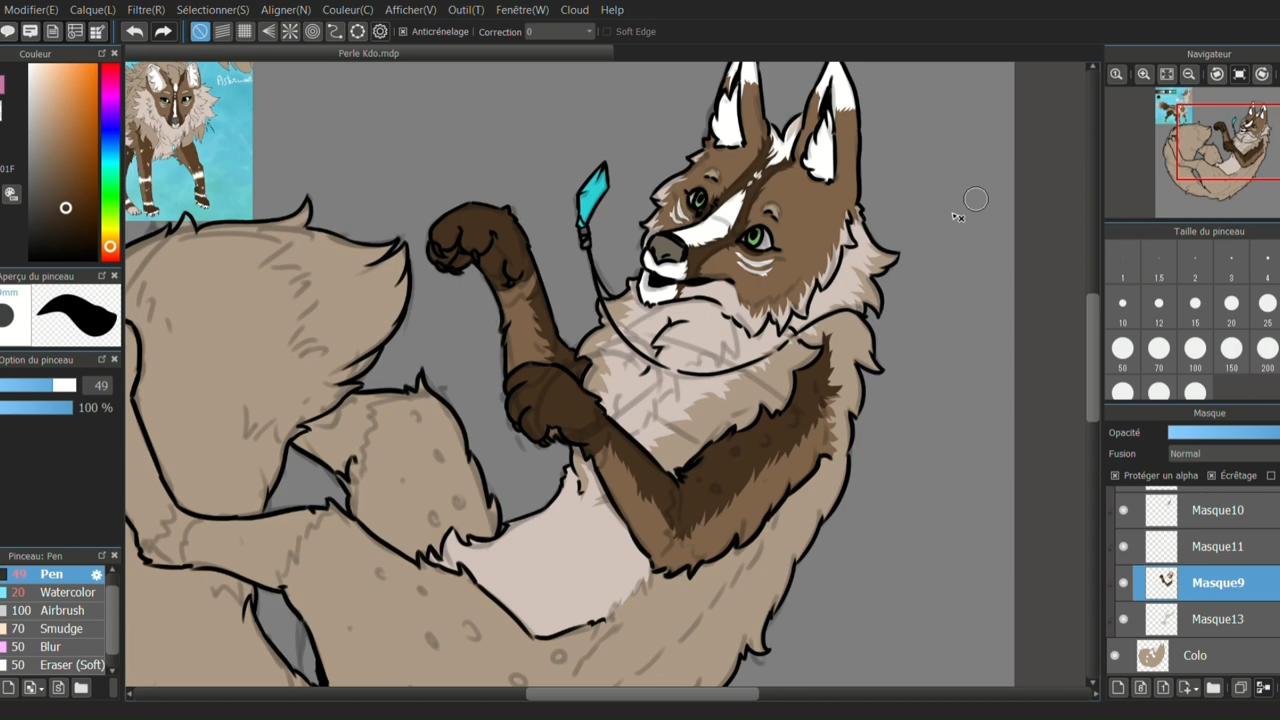 Modifier(E) Calque(L) Filtre(R) Sélectionner(S) Aligner(N) Couleur(C) Afficher(V) Outil(T) Fenêtre(W) Cloud Help
Anticrénelage Correction 0 Soft Edge
Couleur
Perle Kdo.mdp
Navigateur
01F
Aperçu du pinceau
0mm
Option du pinceau
49
100 %
Taille du pinceau
1 1.5 2 3 4
10 12 15 20 25
50 70 100 150 200
Masque
Opacité
Fusion Normal
Protéger un alpha Écrêtage
Masque10
Masque11
Masque9
Masque13
Colo
Pinceau: Pen
49 Pen
20 Watercolor
100 Airbrush
70 Smudge
50 Blur
50 Eraser (Soft)